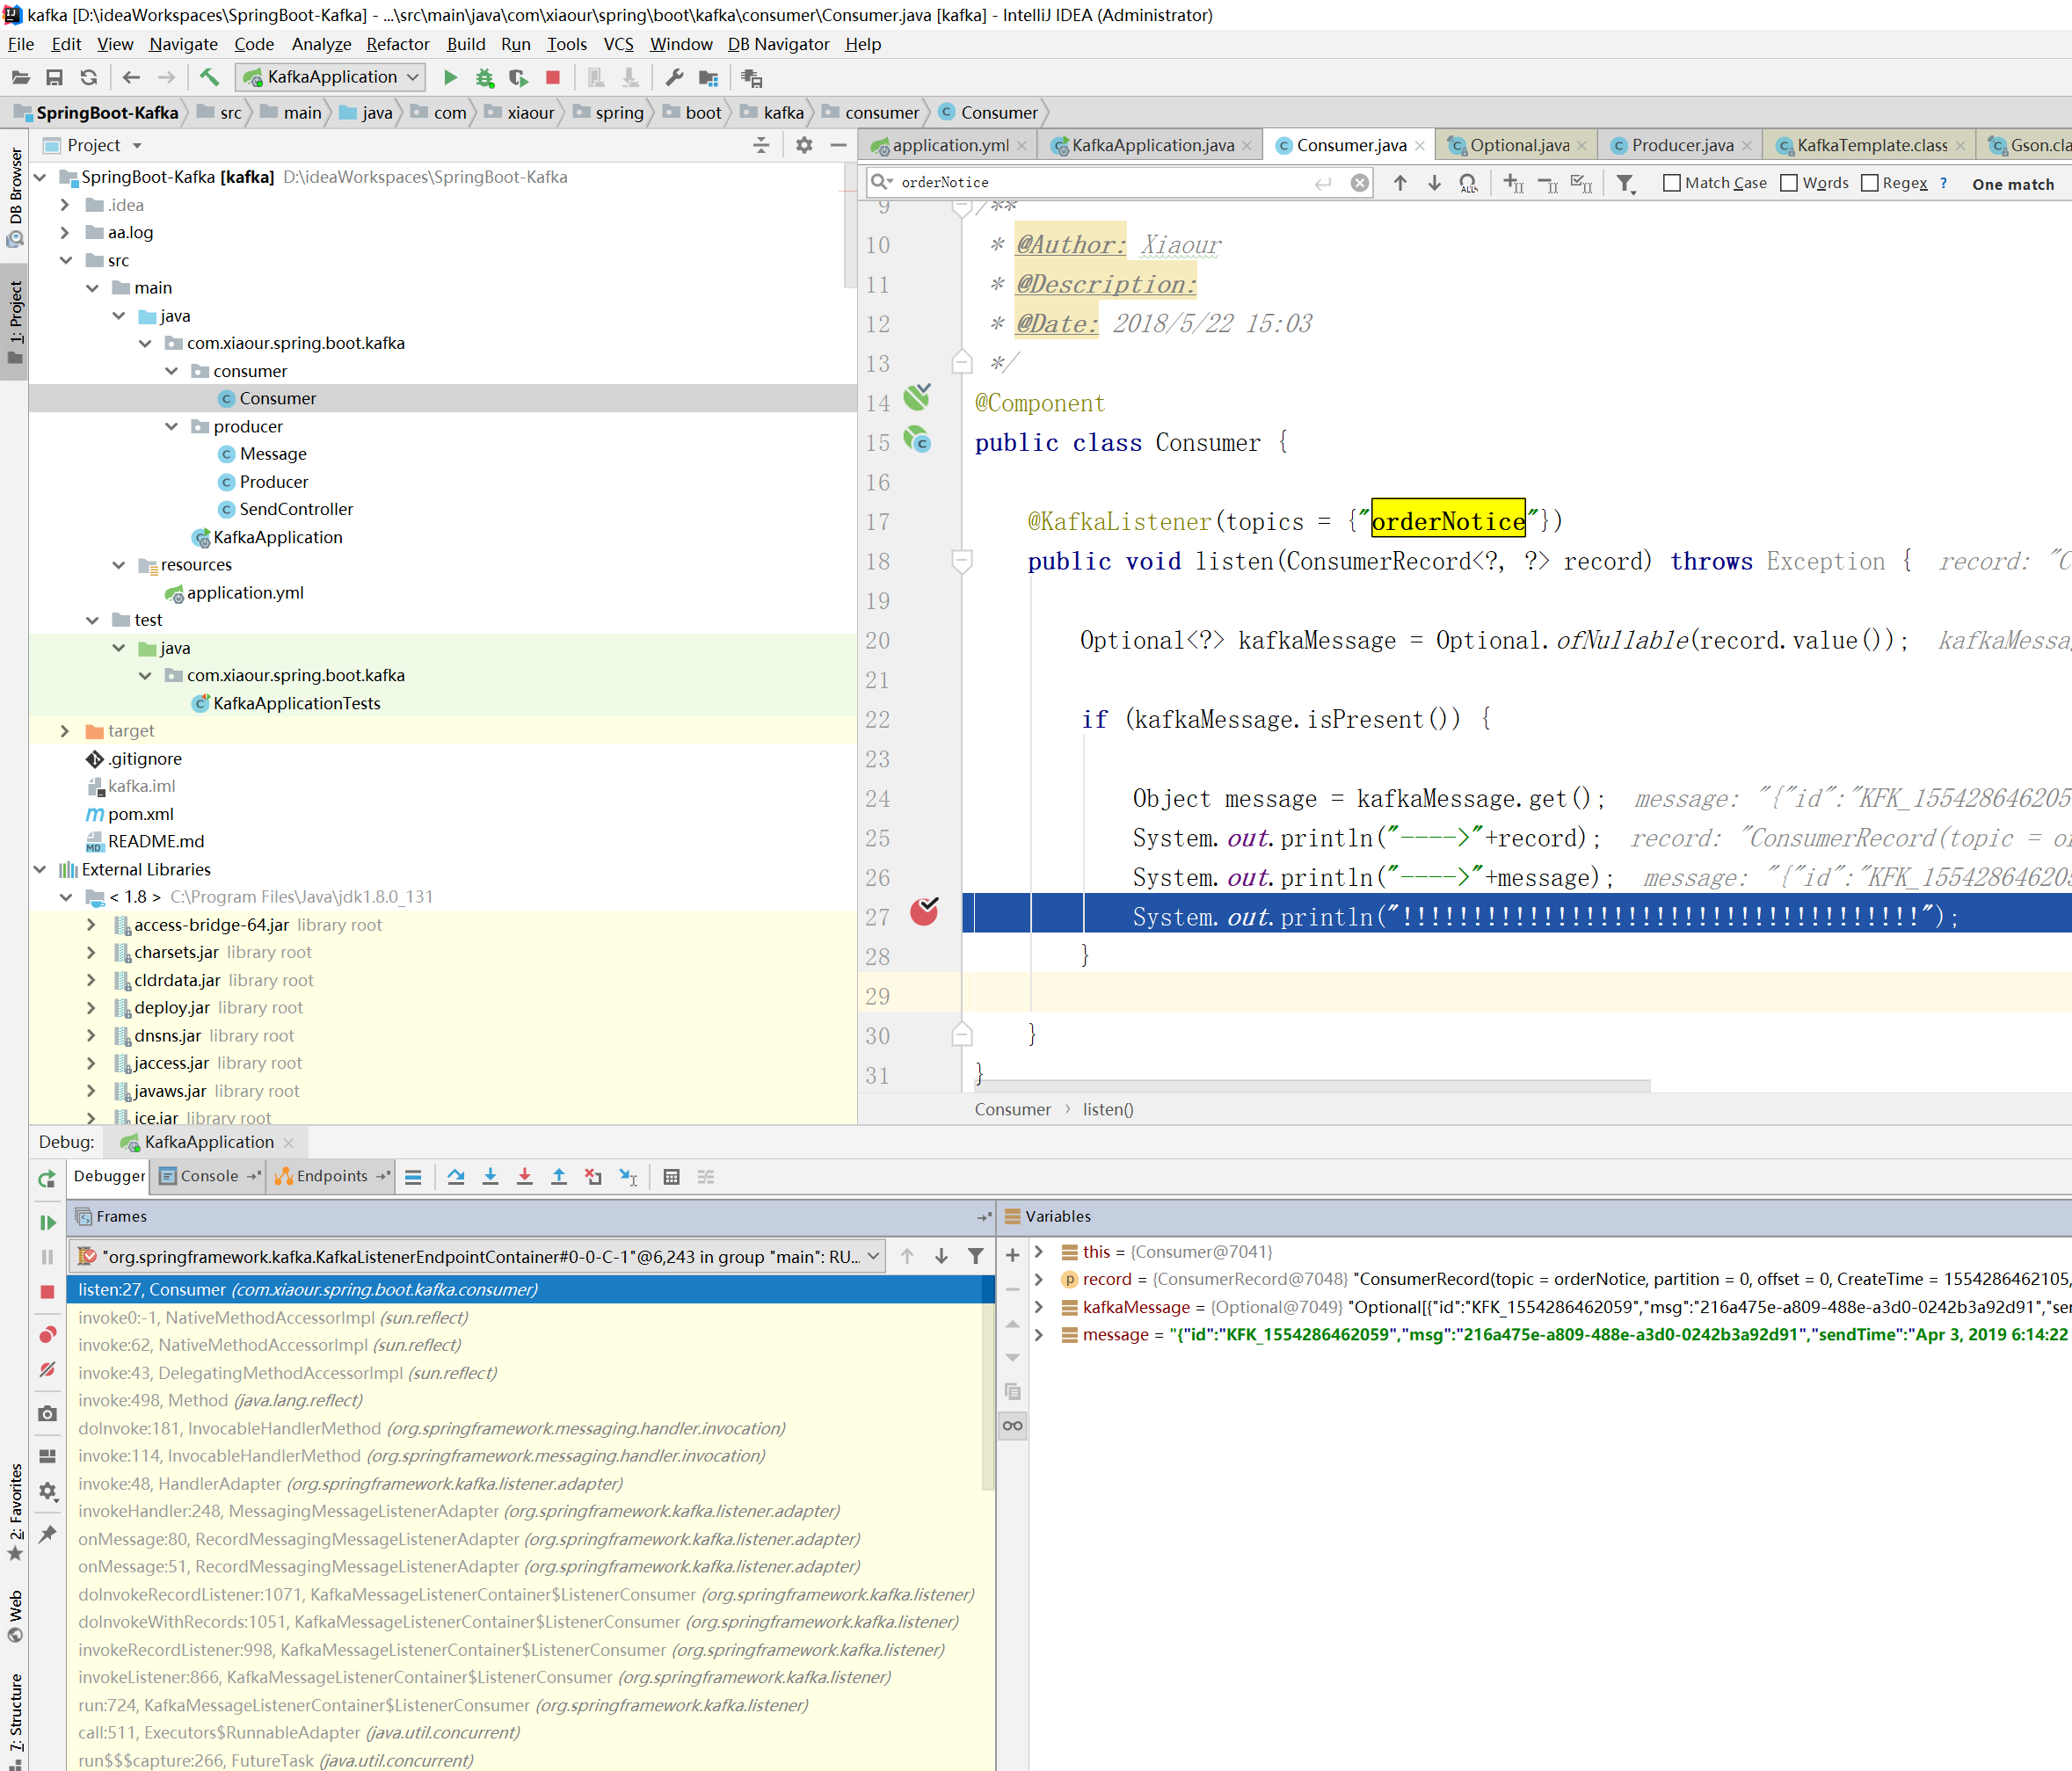 kafka [D:\ideaWorkspaces\SpringBoot-Kafka] - ...\src\main\java\com\xiaour\spring\boot\kafka\consumer\Consumer.java [kafka] - IntelliJ IDEA (Administrator)
File Edit View Navigate Code Analyze Refactor Build Run Tools VCS Window DB Navigator Help
KafkaApplication
SpringBoot-Kafka src main java com xiaour spring boot kafka consumer Consumer
DB Browser
1: Project
2: Favorites
Web
7: Structure
Project
SpringBoot-Kafka [kafka] D:\ideaWorkspaces\SpringBoot-Kafka
.idea
aa.log
src
main
java
com.xiaour.spring.boot.kafka
consumer
Consumer
producer
Message
Producer
SendController
KafkaApplication
resources
application.yml
test
java
com.xiaour.spring.boot.kafka
KafkaApplicationTests
target
.gitignore
kafka.iml
pom.xml
README.md
External Libraries
< 1.8 > C:\Program Files\Java\jdk1.8.0_131
access-bridge-64.jar library root
charsets.jar library root
cldrdata.jar library root
deploy.jar library root
dnsns.jar library root
jaccess.jar library root
javaws.jar library root
jce.jar library root
application.yml KafkaApplication.java Consumer.java Optional.java Producer.java KafkaTemplate.class Gson.cla
orderNotice Match Case Words Regex ? One match
9 /**
10 * @Author: Xiaour
11 * @Description:
12 * @Date: 2018/5/22 15:03
13 */
14 @Component
15 public class Consumer {
16
17 @KafkaListener(topics = {"orderNotice"})
18 public void listen(ConsumerRecord<?, ?> record) throws Exception { record: "C
19
20 Optional<?> kafkaMessage = Optional.ofNullable(record.value()); kafkaMessa
21
22 if (kafkaMessage.isPresent()) {
23
24 Object message = kafkaMessage.get(); message: "{"id":"KFK_155428646205
25 System.out.println("---->"+record); record: "ConsumerRecord(topic = or
26 System.out.println("---->"+message); message: "{"id":"KFK_155428646205
27 System.out.println("!!!!!!!!!!!!!!!!!!!!!!!!!!!!!!!!!!!!!");
28 }
29
30 }
31 }
Consumer › listen()
Debug: KafkaApplication
Debugger Console Endpoints
Frames
"org.springframework.kafka.KafkaListenerEndpointContainer#0-0-C-1"@6,243 in group "main": RU...
listen:27, Consumer (com.xiaour.spring.boot.kafka.consumer)
invoke0:-1, NativeMethodAccessorImpl (sun.reflect)
invoke:62, NativeMethodAccessorImpl (sun.reflect)
invoke:43, DelegatingMethodAccessorImpl (sun.reflect)
invoke:498, Method (java.lang.reflect)
doInvoke:181, InvocableHandlerMethod (org.springframework.messaging.handler.invocation)
invoke:114, InvocableHandlerMethod (org.springframework.messaging.handler.invocation)
invoke:48, HandlerAdapter (org.springframework.kafka.listener.adapter)
invokeHandler:248, MessagingMessageListenerAdapter (org.springframework.kafka.listener.adapter)
onMessage:80, RecordMessagingMessageListenerAdapter (org.springframework.kafka.listener.adapter)
onMessage:51, RecordMessagingMessageListenerAdapter (org.springframework.kafka.listener.adapter)
doInvokeRecordListener:1071, KafkaMessageListenerContainer$ListenerConsumer (org.springframework.kafka.listener)
doInvokeWithRecords:1051, KafkaMessageListenerContainer$ListenerConsumer (org.springframework.kafka.listener)
invokeRecordListener:998, KafkaMessageListenerContainer$ListenerConsumer (org.springframework.kafka.listener)
invokeListener:866, KafkaMessageListenerContainer$ListenerConsumer (org.springframework.kafka.listener)
run:724, KafkaMessageListenerContainer$ListenerConsumer (org.springframework.kafka.listener)
call:511, Executors$RunnableAdapter (java.util.concurrent)
run$$$capture:266, FutureTask (java.util.concurrent)
Variables
this = {Consumer@7041}
record = {ConsumerRecord@7048} "ConsumerRecord(topic = orderNotice, partition = 0, offset = 0, CreateTime = 1554286462105,
kafkaMessage = {Optional@7049} "Optional[{"id":"KFK_1554286462059","msg":"216a475e-a809-488e-a3d0-0242b3a92d91","se
message = "{"id":"KFK_1554286462059","msg":"216a475e-a809-488e-a3d0-0242b3a92d91","sendTime":"Apr 3, 2019 6:14:22